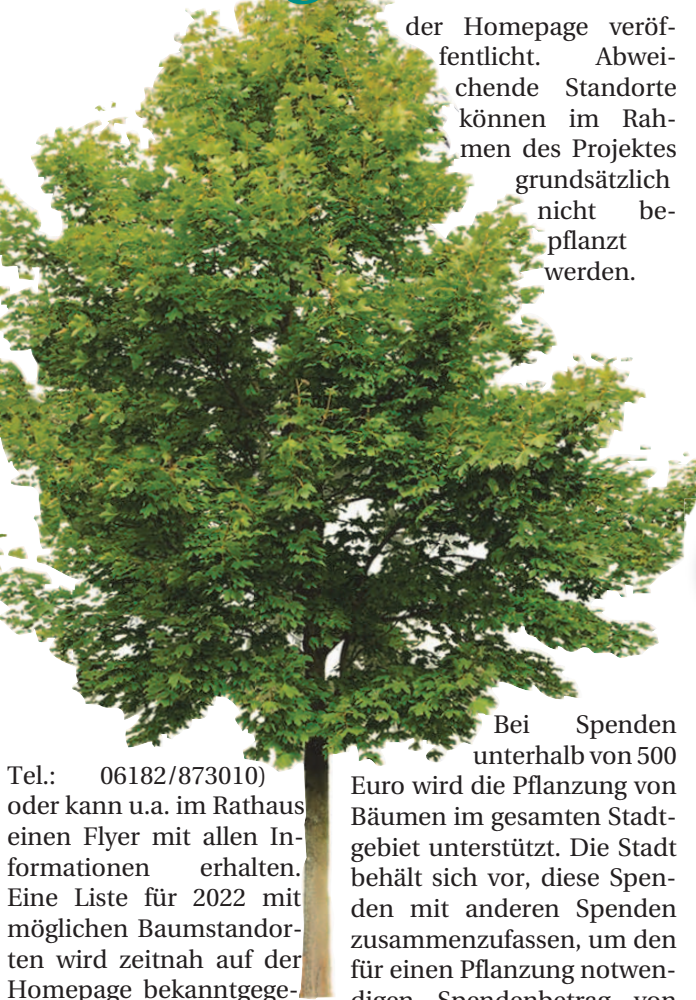 der Homepage veröf-
fentlicht. Abwei-
chende Standorte
können im Rah-
men des Projektes
grundsätzlich
nicht be-
pflanzt
werden.
Tel.: 06182/873010)
oder kann u.a. im Rathaus
einen Flyer mit allen In-
formationen erhalten.
Eine Liste für 2022 mit
möglichen Baumstandor-
ten wird zeitnah auf der
Homepage bekanntgege-
Bei Spenden
unterhalb von 500
Euro wird die Pflanzung von
Bäumen im gesamten Stadt-
gebiet unterstützt. Die Stadt
behält sich vor, diese Spen-
den mit anderen Spenden
zusammenzufassen, um den
für einen Pflanzung notwen-
digen Spendenbetrag von